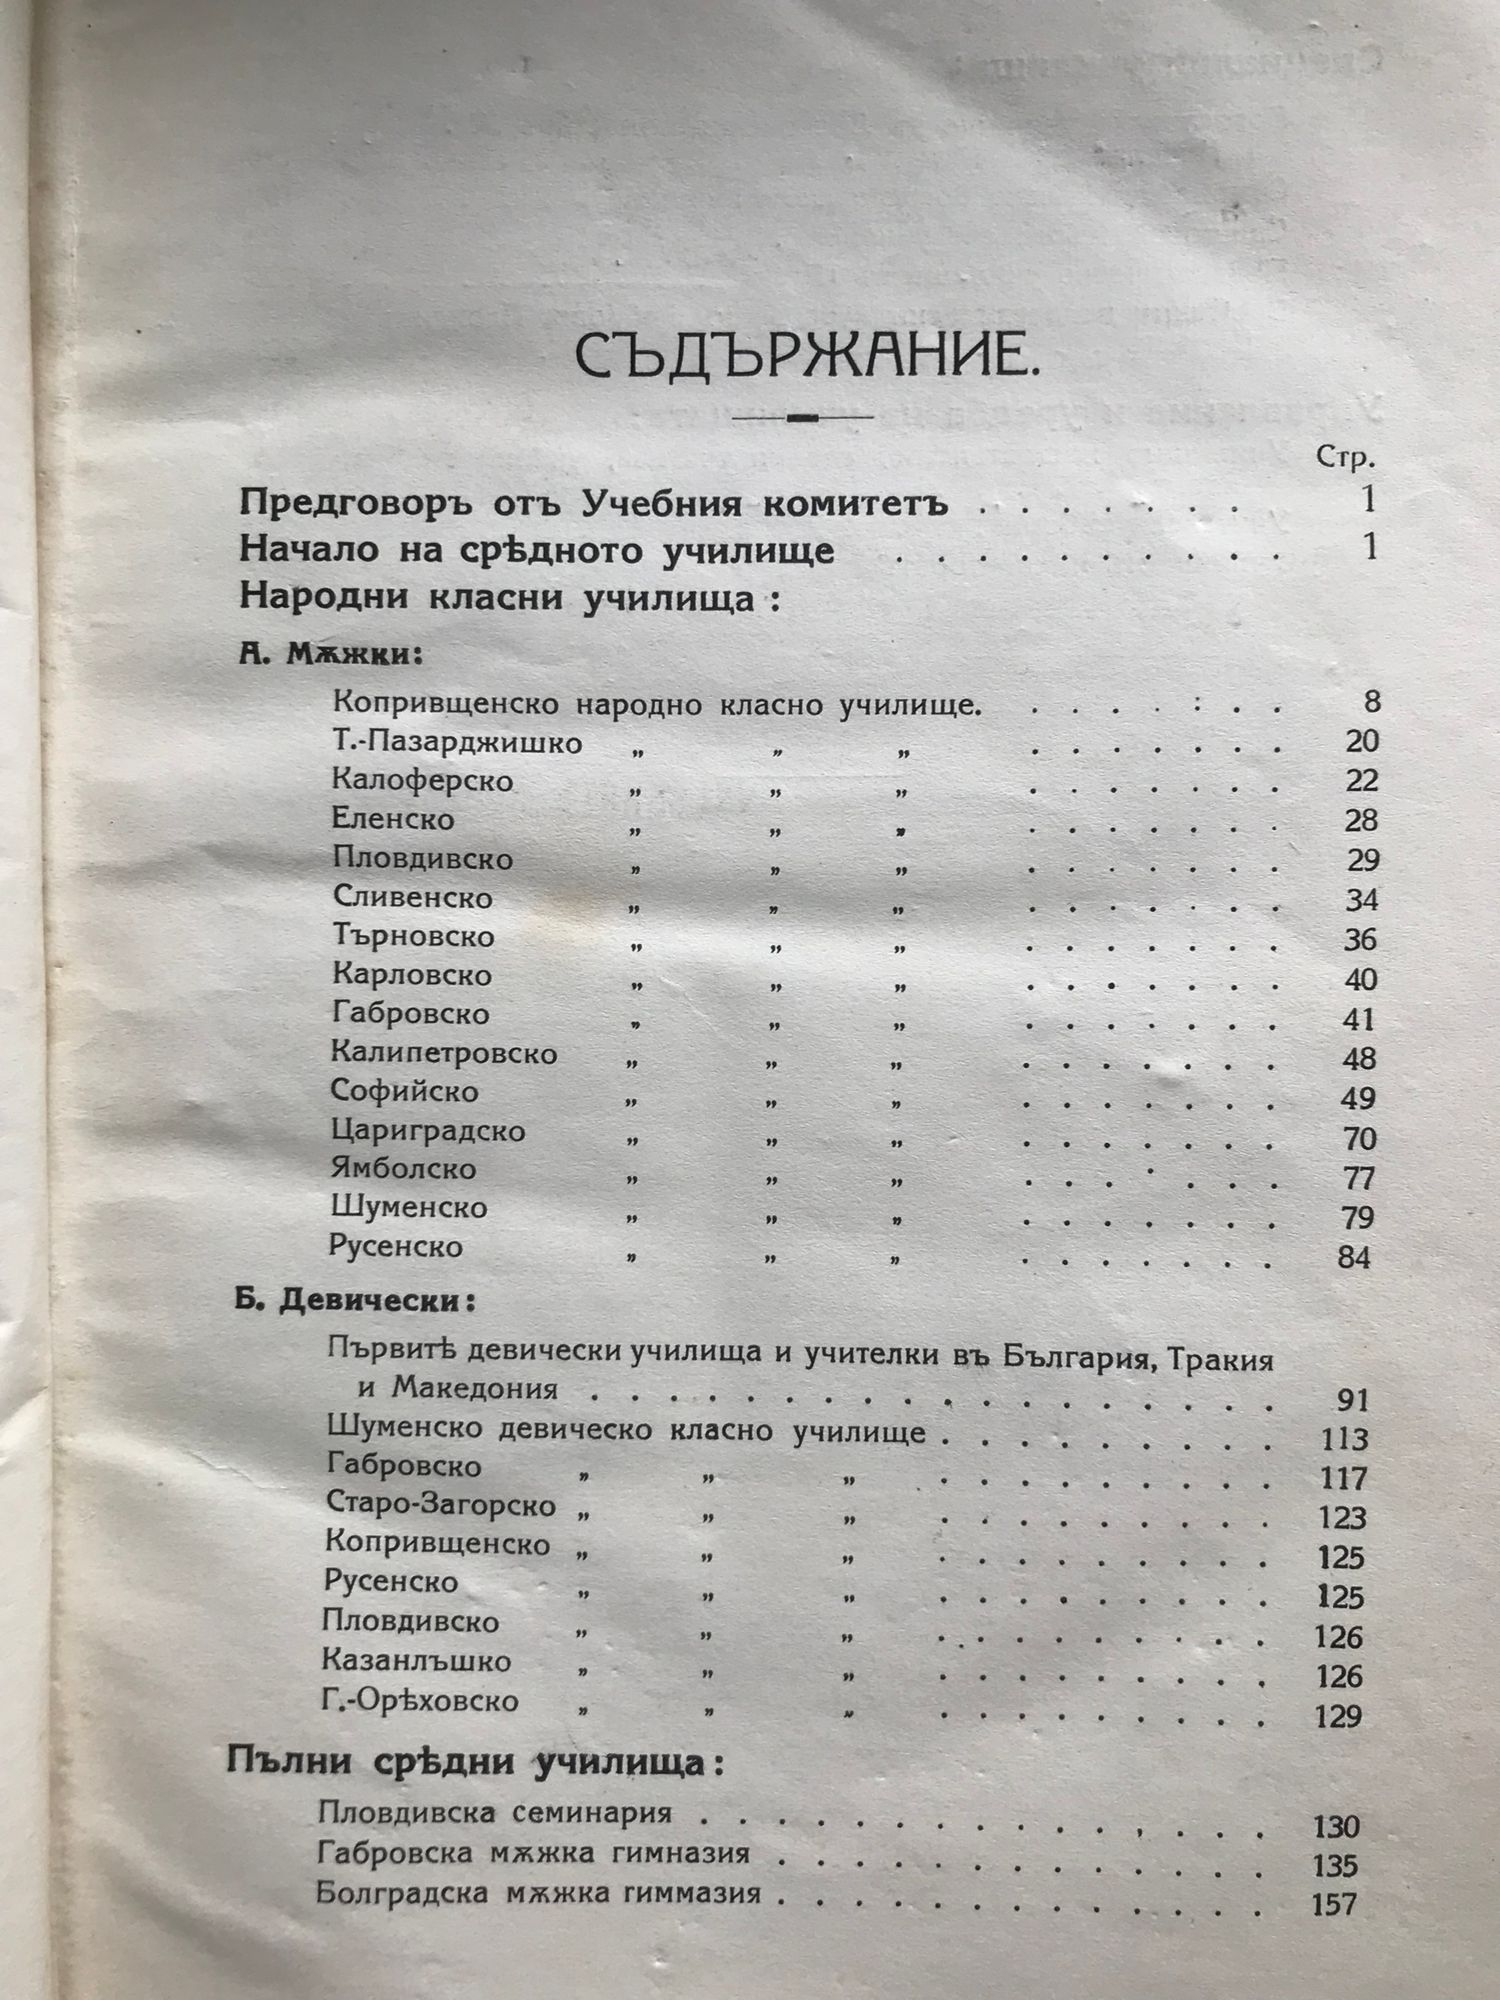 СЪДЪРЖАНИЕ.
Стр.
Предговоръ отъ Учебния комитетъ . . . . . . . 1
Начало на срѣдното училище . . . . . . . . . . 1
Народни класни училища :
А. Мѫжки:
Копривщенско народно класно училище. . . . . . . . 8
Т.-Пазарджишко „ „ „ . . . . . . . 20
Калоферско „ „ „ . . . . . . . 22
Еленско „ „ „ . . . . . . . 28
Пловдивско „ „ „ . . . . . . . 29
Сливенско „ „ „ . . . . . . . 34
Търновско „ „ „ . . . . . . . 36
Карловско „ „ „ . . . . . . . 40
Габровско „ „ „ . . . . . . . 41
Калипетровско „ „ „ . . . . . . . 48
Софийско „ „ „ . . . . . . . 49
Цариградско „ „ „ . . . . . . . 70
Ямболско „ „ „ . . . . . . . 77
Шуменско „ „ „ . . . . . . . 79
Русенско „ „ „ . . . . . . . 84
Б. Девически:
Първитѣ девически училища и учителки въ България, Тракия
и Македония . . . . . . . . . . . . . . . . . . 91
Шуменско девическо класно училище . . . . . . . . . 113
Габровско „ „ „ . . . . . . . . . 117
Старо-Загорско „ „ „ . . . . . . . . . 123
Копривщенско „ „ „ . . . . . . . . . 125
Русенско „ „ „ . . . . . . . . . 125
Пловдивско „ „ „ . . . . . . . . . 126
Казанлъшко „ „ „ . . . . . . . . . 126
Г.-Орѣховско „ „ „ . . . . . . . . . 129
Пълни срѣдни училища :
Пловдивска семинария . . . . . . . . . . . . . . . 130
Габровска мѫжка гимназия . . . . . . . . . . . . . 135
Болградска мѫжка гиммазия . . . . . . . . . . . . . 157